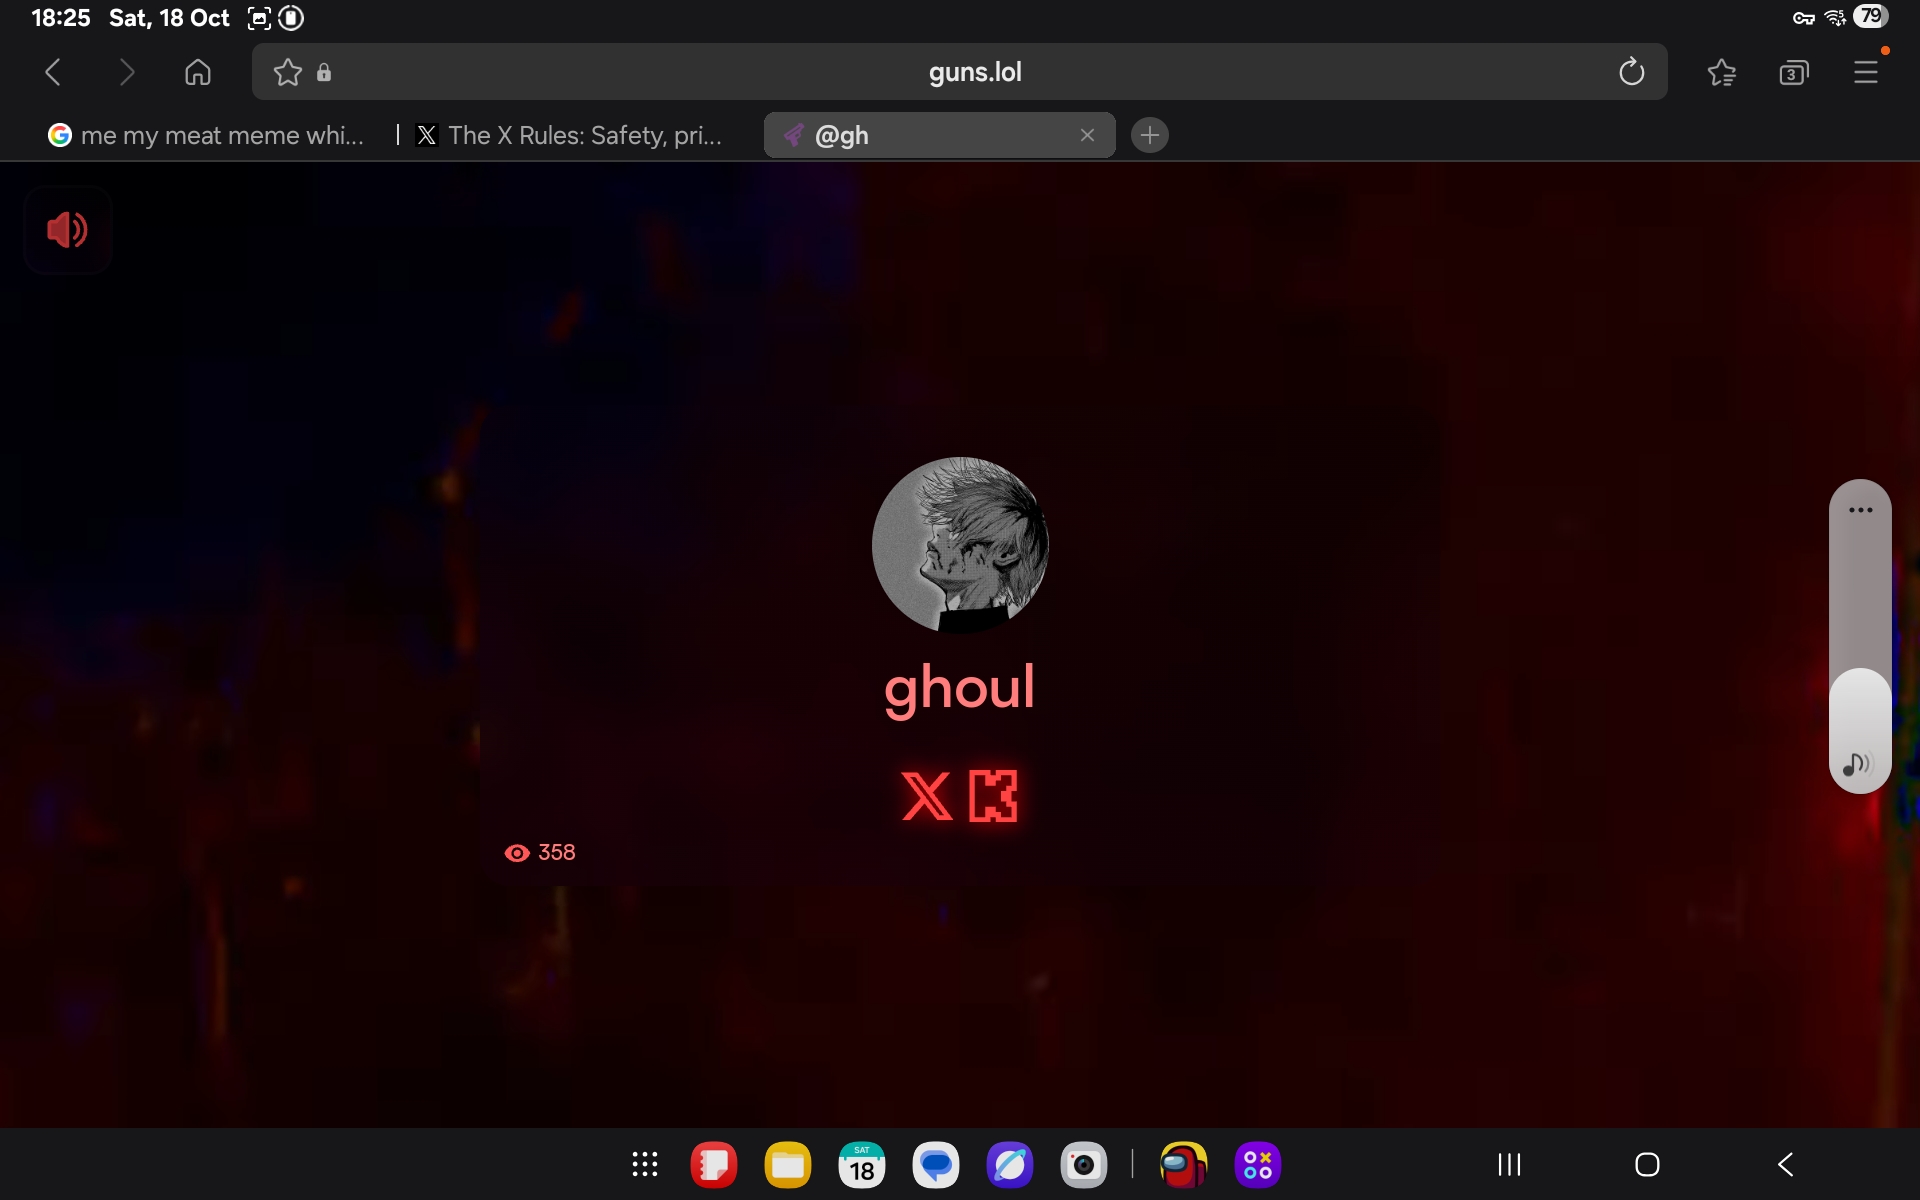 18:25 Sat, 18 Oct
79
guns.lol
3
me my meat meme whi...
The X Rules: Safety, pri...
@gh
ghoul
358
SAT
18